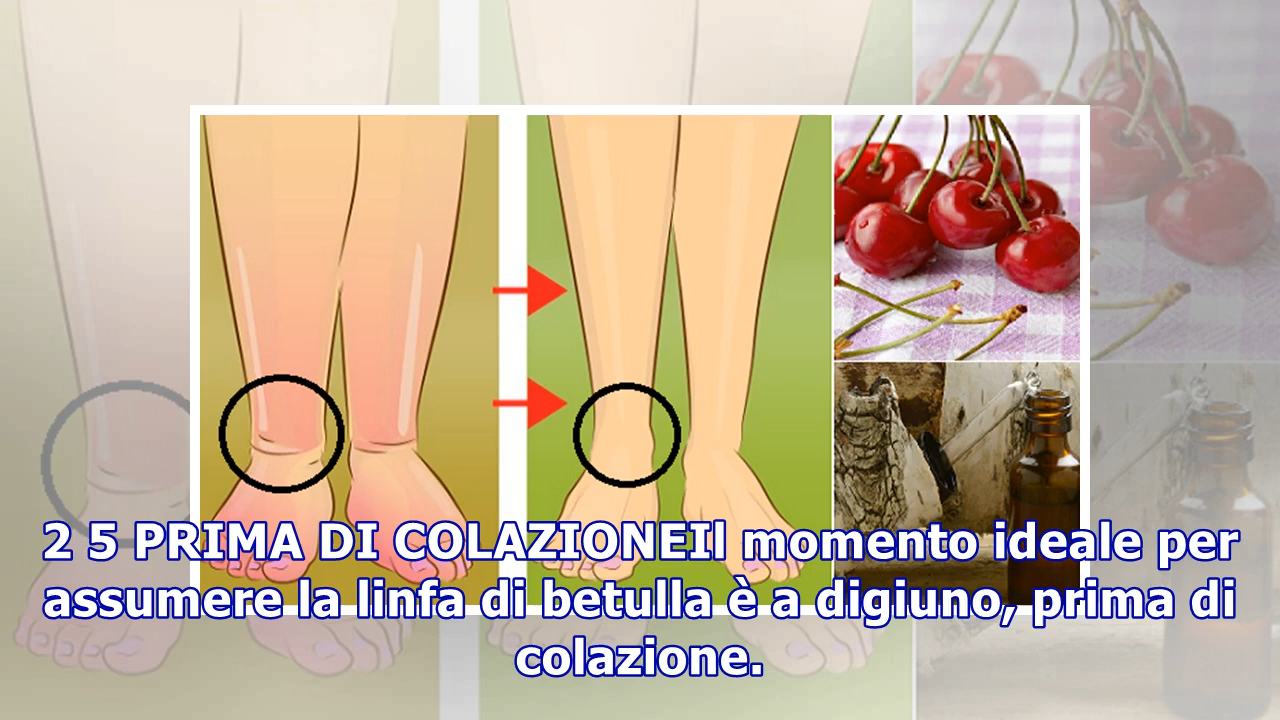 2 5 PRIMA DI COLAZIONEIl momento ideale per
assumere la linfa di betulla è a digiuno, prima di
colazione.